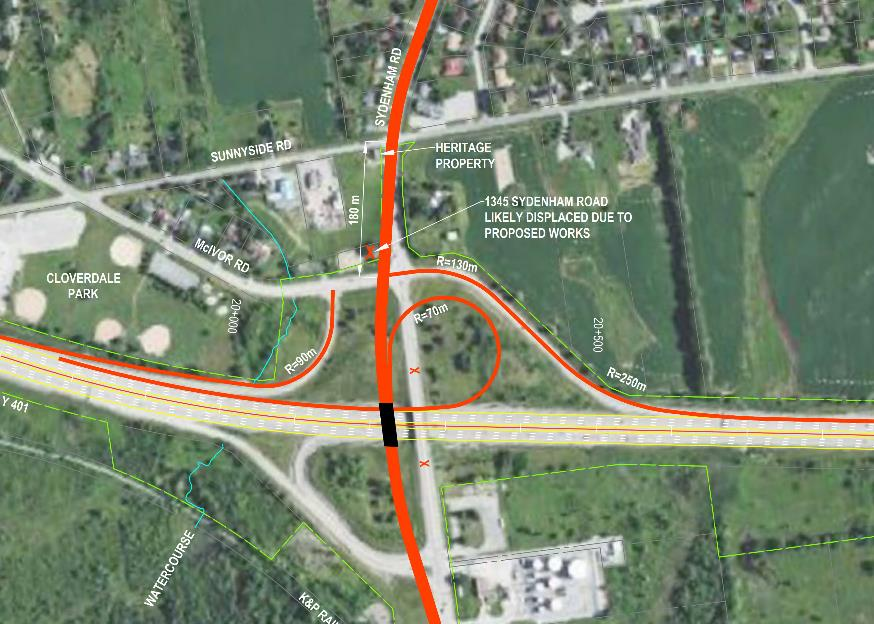 SYDENHAM RD
SUNNYSIDE RD
HERITAGE
PROPERTY
180 m
1345 SYDENHAM ROAD
LIKELY DISPLACED DUE TO
PROPOSED WORKS
McIVOR RD
X
R=130m
CLOVERDALE
PARK
20+000
R=70m
20+500
R=90m
X
R=250m
Y 401
X
WATERCOURSE
K&P RAI